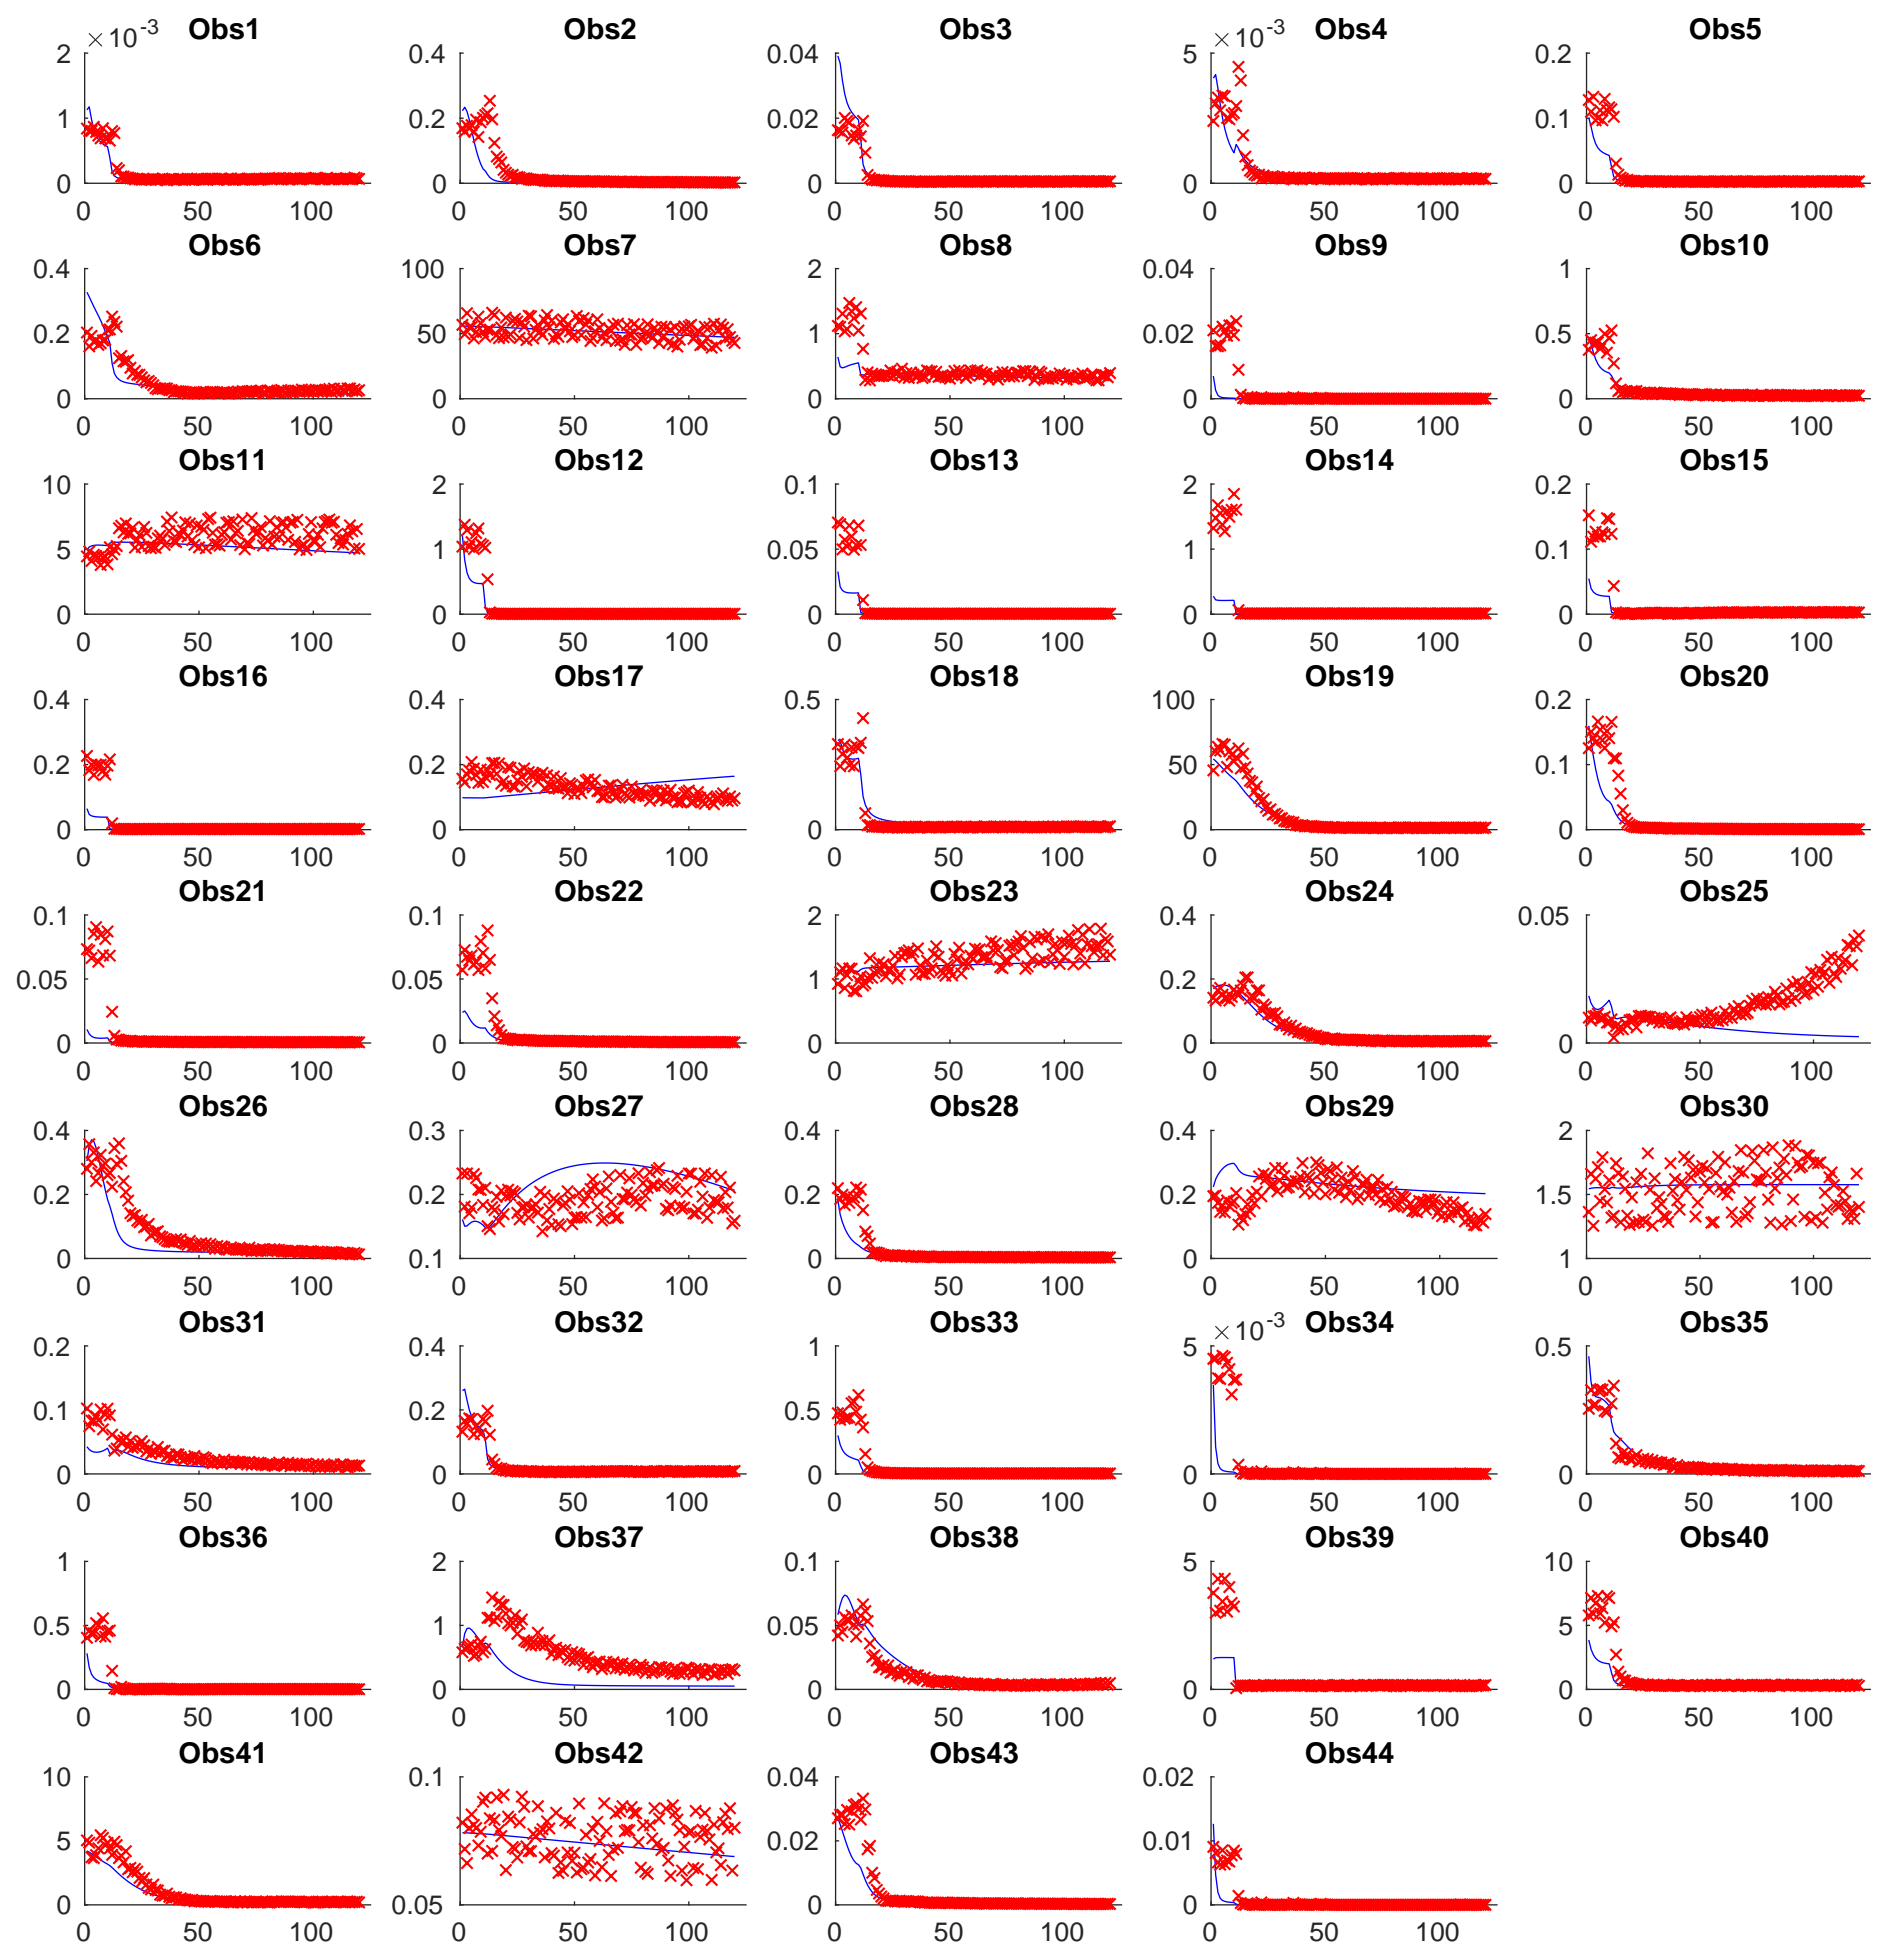 × 10⁻³ Obs1 Obs2 Obs3 × 10⁻³ Obs4 Obs5
2 0.4 0.04 5 0.2
1 0.2 0.02 0.1
0 0 0 0 0
0 50 100 0 50 100 0 50 100 0 50 100 0 50 100
Obs6 Obs7 Obs8 Obs9 Obs10
0.4 100 2 0.04 1
0.2 50 1 0.02 0.5
0 0 0 0 0
0 50 100 0 50 100 0 50 100 0 50 100 0 50 100
Obs11 Obs12 Obs13 Obs14 Obs15
10 2 0.1 2 0.2
5 1 0.05 1 0.1
0 0 0 0 0
0 50 100 0 50 100 0 50 100 0 50 100 0 50 100
Obs16 Obs17 Obs18 Obs19 Obs20
0.4 0.4 0.5 100 0.2
0.2 0.2 50 0.1
0 0 0 0 0
0 50 100 0 50 100 0 50 100 0 50 100 0 50 100
Obs21 Obs22 Obs23 Obs24 Obs25
0.1 0.1 2 0.4 0.05
0.05 0.05 1 0.2
0 0 0 0 0
0 50 100 0 50 100 0 50 100 0 50 100 0 50 100
Obs26 Obs27 Obs28 Obs29 Obs30
0.4 0.3 0.4 0.4 2
0.2 0.2 0.2 0.2 1.5
0 0.1 0 0 1
0 50 100 0 50 100 0 50 100 0 50 100 0 50 100
Obs31 Obs32 Obs33 × 10⁻³ Obs34 Obs35
0.2 0.4 1 5 0.5
0.1 0.2 0.5
0 0 0 0 0
0 50 100 0 50 100 0 50 100 0 50 100 0 50 100
Obs36 Obs37 Obs38 Obs39 Obs40
1 2 0.1 5 10
0.5 1 0.05 5
0 0 0 0 0
0 50 100 0 50 100 0 50 100 0 50 100 0 50 100
Obs41 Obs42 Obs43 Obs44
10 0.1 0.04 0.02
5 0.02 0.01
0 0.05 0 0
0 50 100 0 50 100 0 50 100 0 50 100